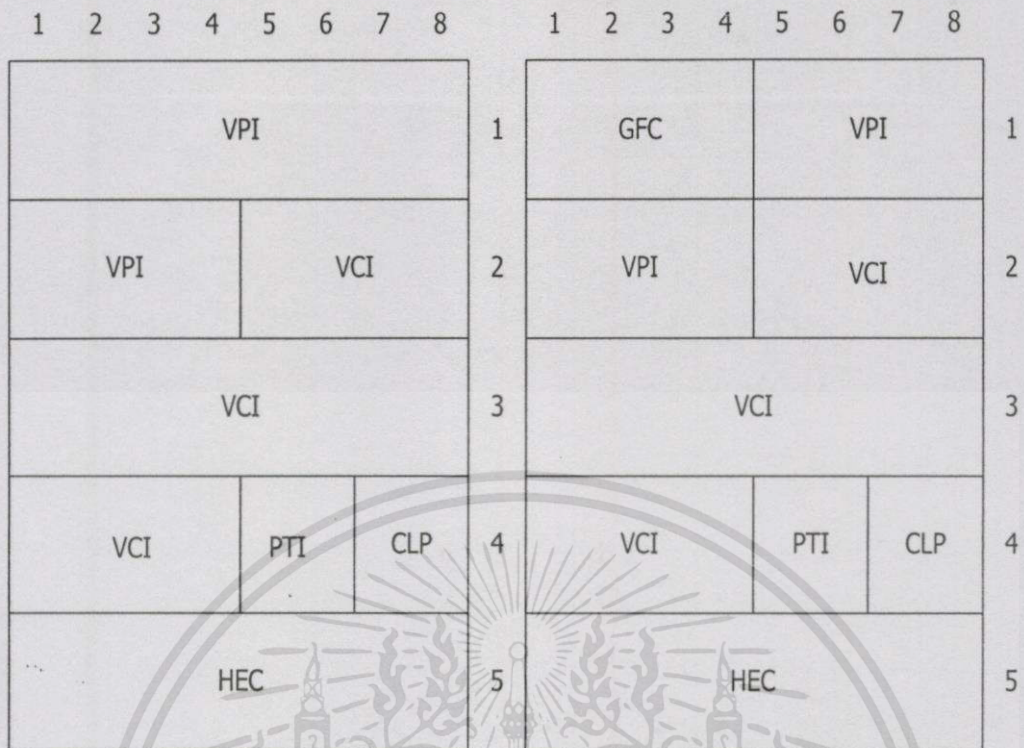 1 2 3 4 5 6 7 8 1 2 3 4 5 6 7 8
VPI 1 GFC VPI 1
VPI VCI 2 VPI VCI 2
VCI 3 VCI 3
VCI PTI CLP 4 VCI PTI CLP 4
HEC 5 HEC 5